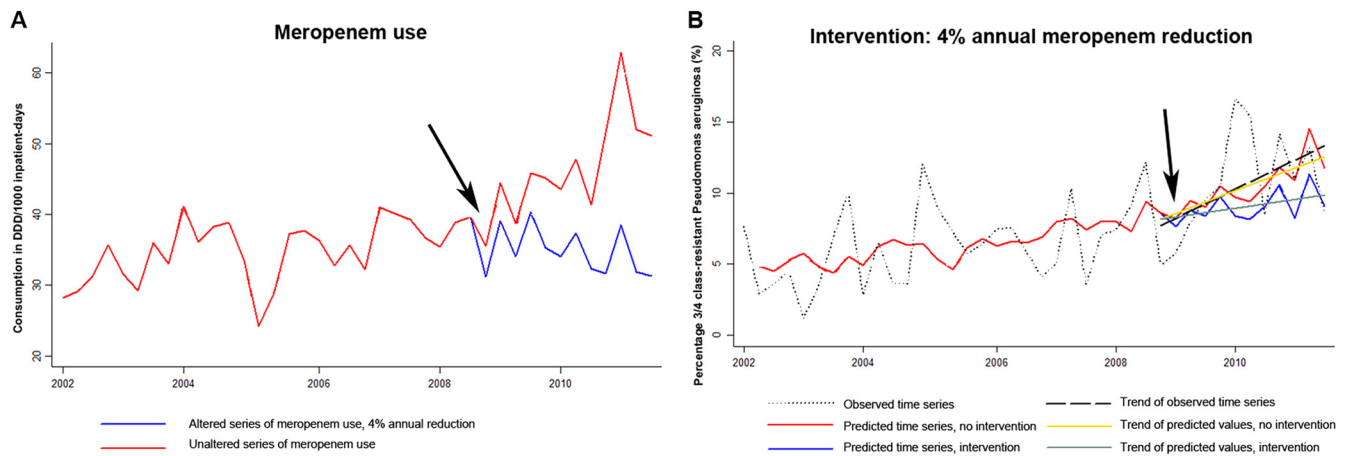 A
Meropenem use
Consumption in DDD/1000 inpatient-days
60
50
40
30
20
2002
2004
2006
2008
2010
Altered series of meropenem use, 4% annual reduction
Unaltered series of meropenem use
B
Intervention: 4% annual meropenem reduction
Percentage 3/4 class-resistant Pseudomonas aeruginosa (%)
20
15
10
5
0
2002
2004
2006
2008
2010
Observed time series
Predicted time series, no intervention
Predicted time series, intervention
Trend of observed time series
Trend of predicted values, no intervention
Trend of predicted values, intervention